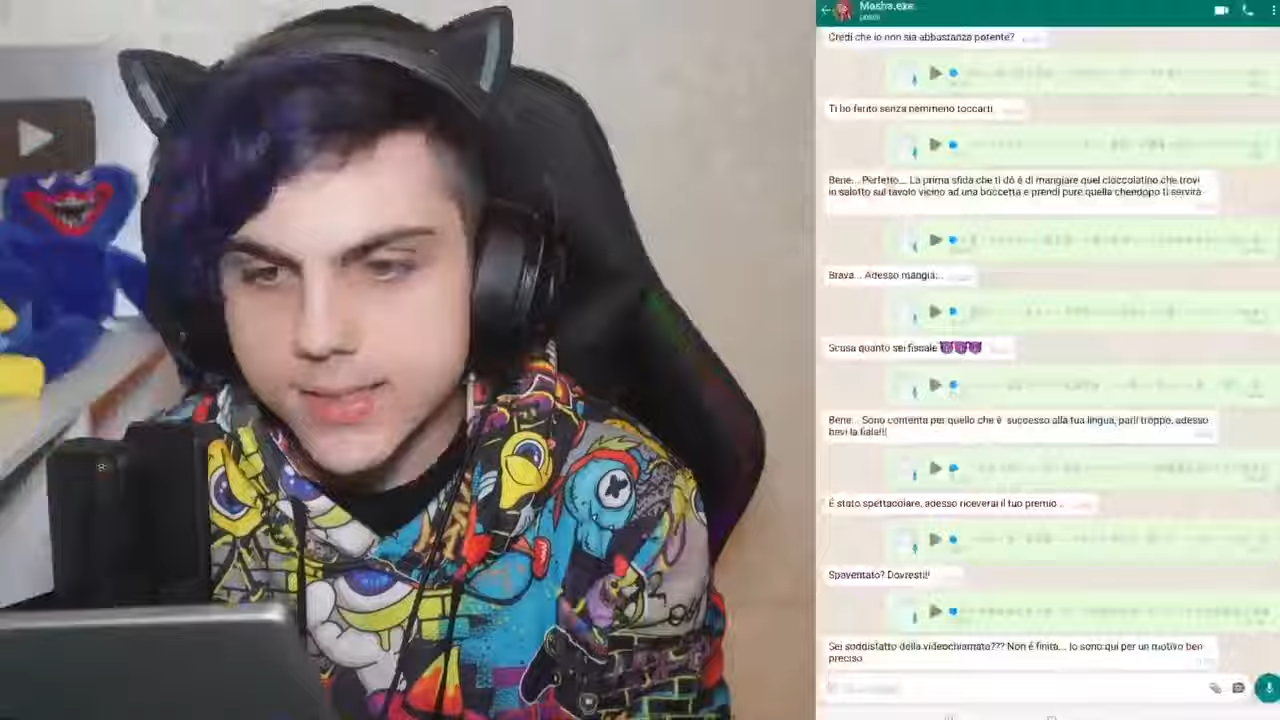 Masha.exe
Credi che io non sia abbastanza potente?
Ti ho ferito senza nemmeno toccarti
Bene... Perfetto.... La prima sfida che ti dò è di mangiare quel cioccolatino che trovi
in salotto sul tavolo vicino ad una boccetta e prendi pure quella chendopo ti servirà
Brava... Adesso mangia...
Scusa quanto sei fiscale
Bene... Sono contenta per quello che è successo alla tua lingua, parli troppo, adesso
bevi la fiala!!!
É stato spettacolare, adesso riceverai il tuo premio...
Spaventato? Dovresti!!
Sei soddisfatto della videochiamata??? Non é finita... Io sono qui per un motivo ben
preciso